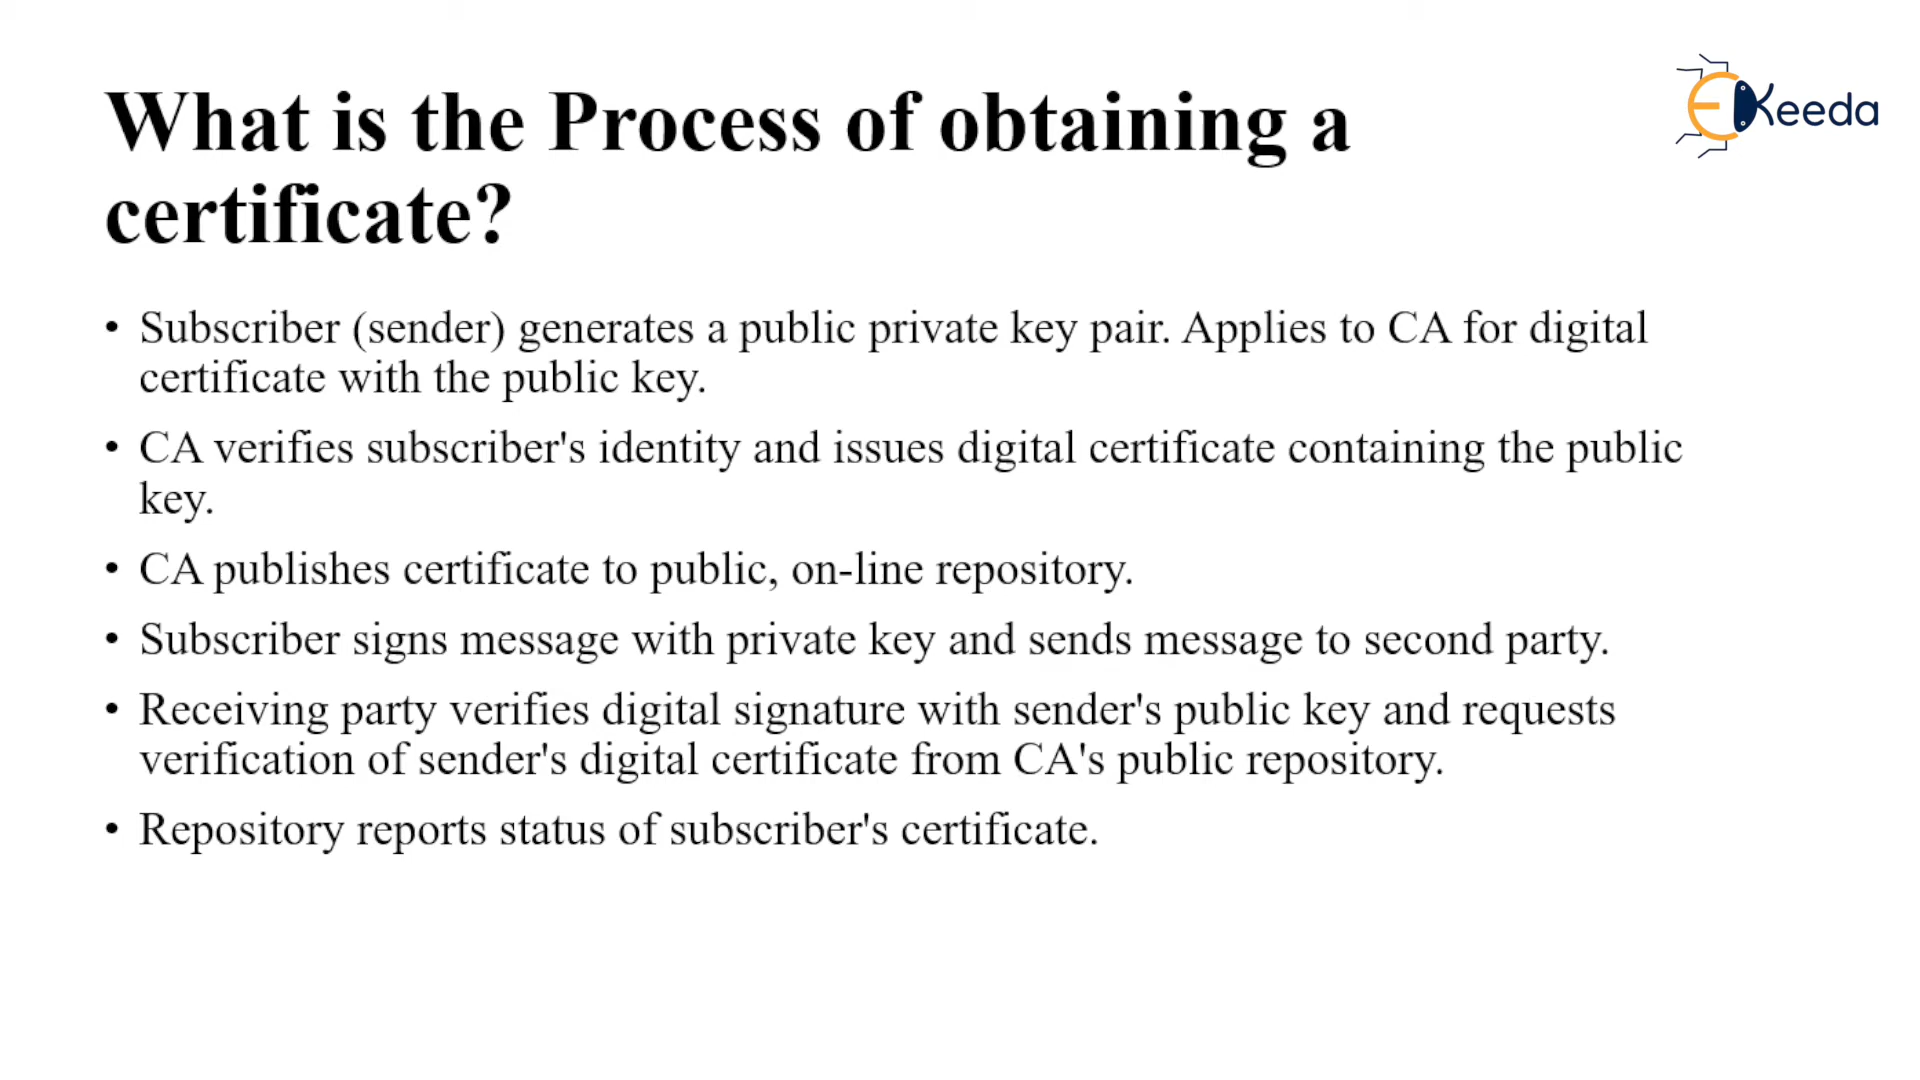 What is the Process of obtaining a
certificate?
EKeeda
• Subscriber (sender) generates a public private key pair. Applies to CA for digital
certificate with the public key.
• CA verifies subscriber's identity and issues digital certificate containing the public
key.
• CA publishes certificate to public, on-line repository.
• Subscriber signs message with private key and sends message to second party.
• Receiving party verifies digital signature with sender's public key and requests
verification of sender's digital certificate from CA's public repository.
• Repository reports status of subscriber's certificate.